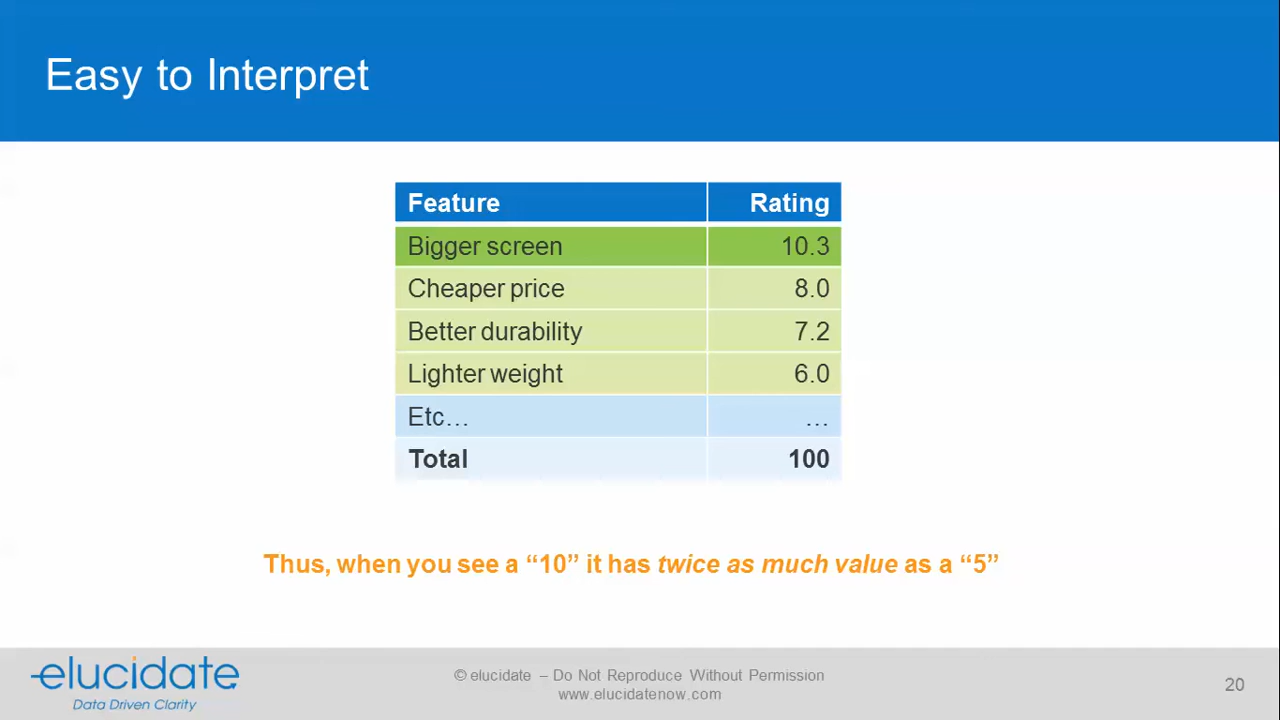 Easy to Interpret
Feature Rating
Bigger screen 10.3
Cheaper price 8.0
Better durability 7.2
Lighter weight 6.0
Etc… …
Total 100
Thus, when you see a “10” it has twice as much value as a “5”
elucidate
Data Driven Clarity
© elucidate – Do Not Reproduce Without Permission
www.elucidatenow.com
20